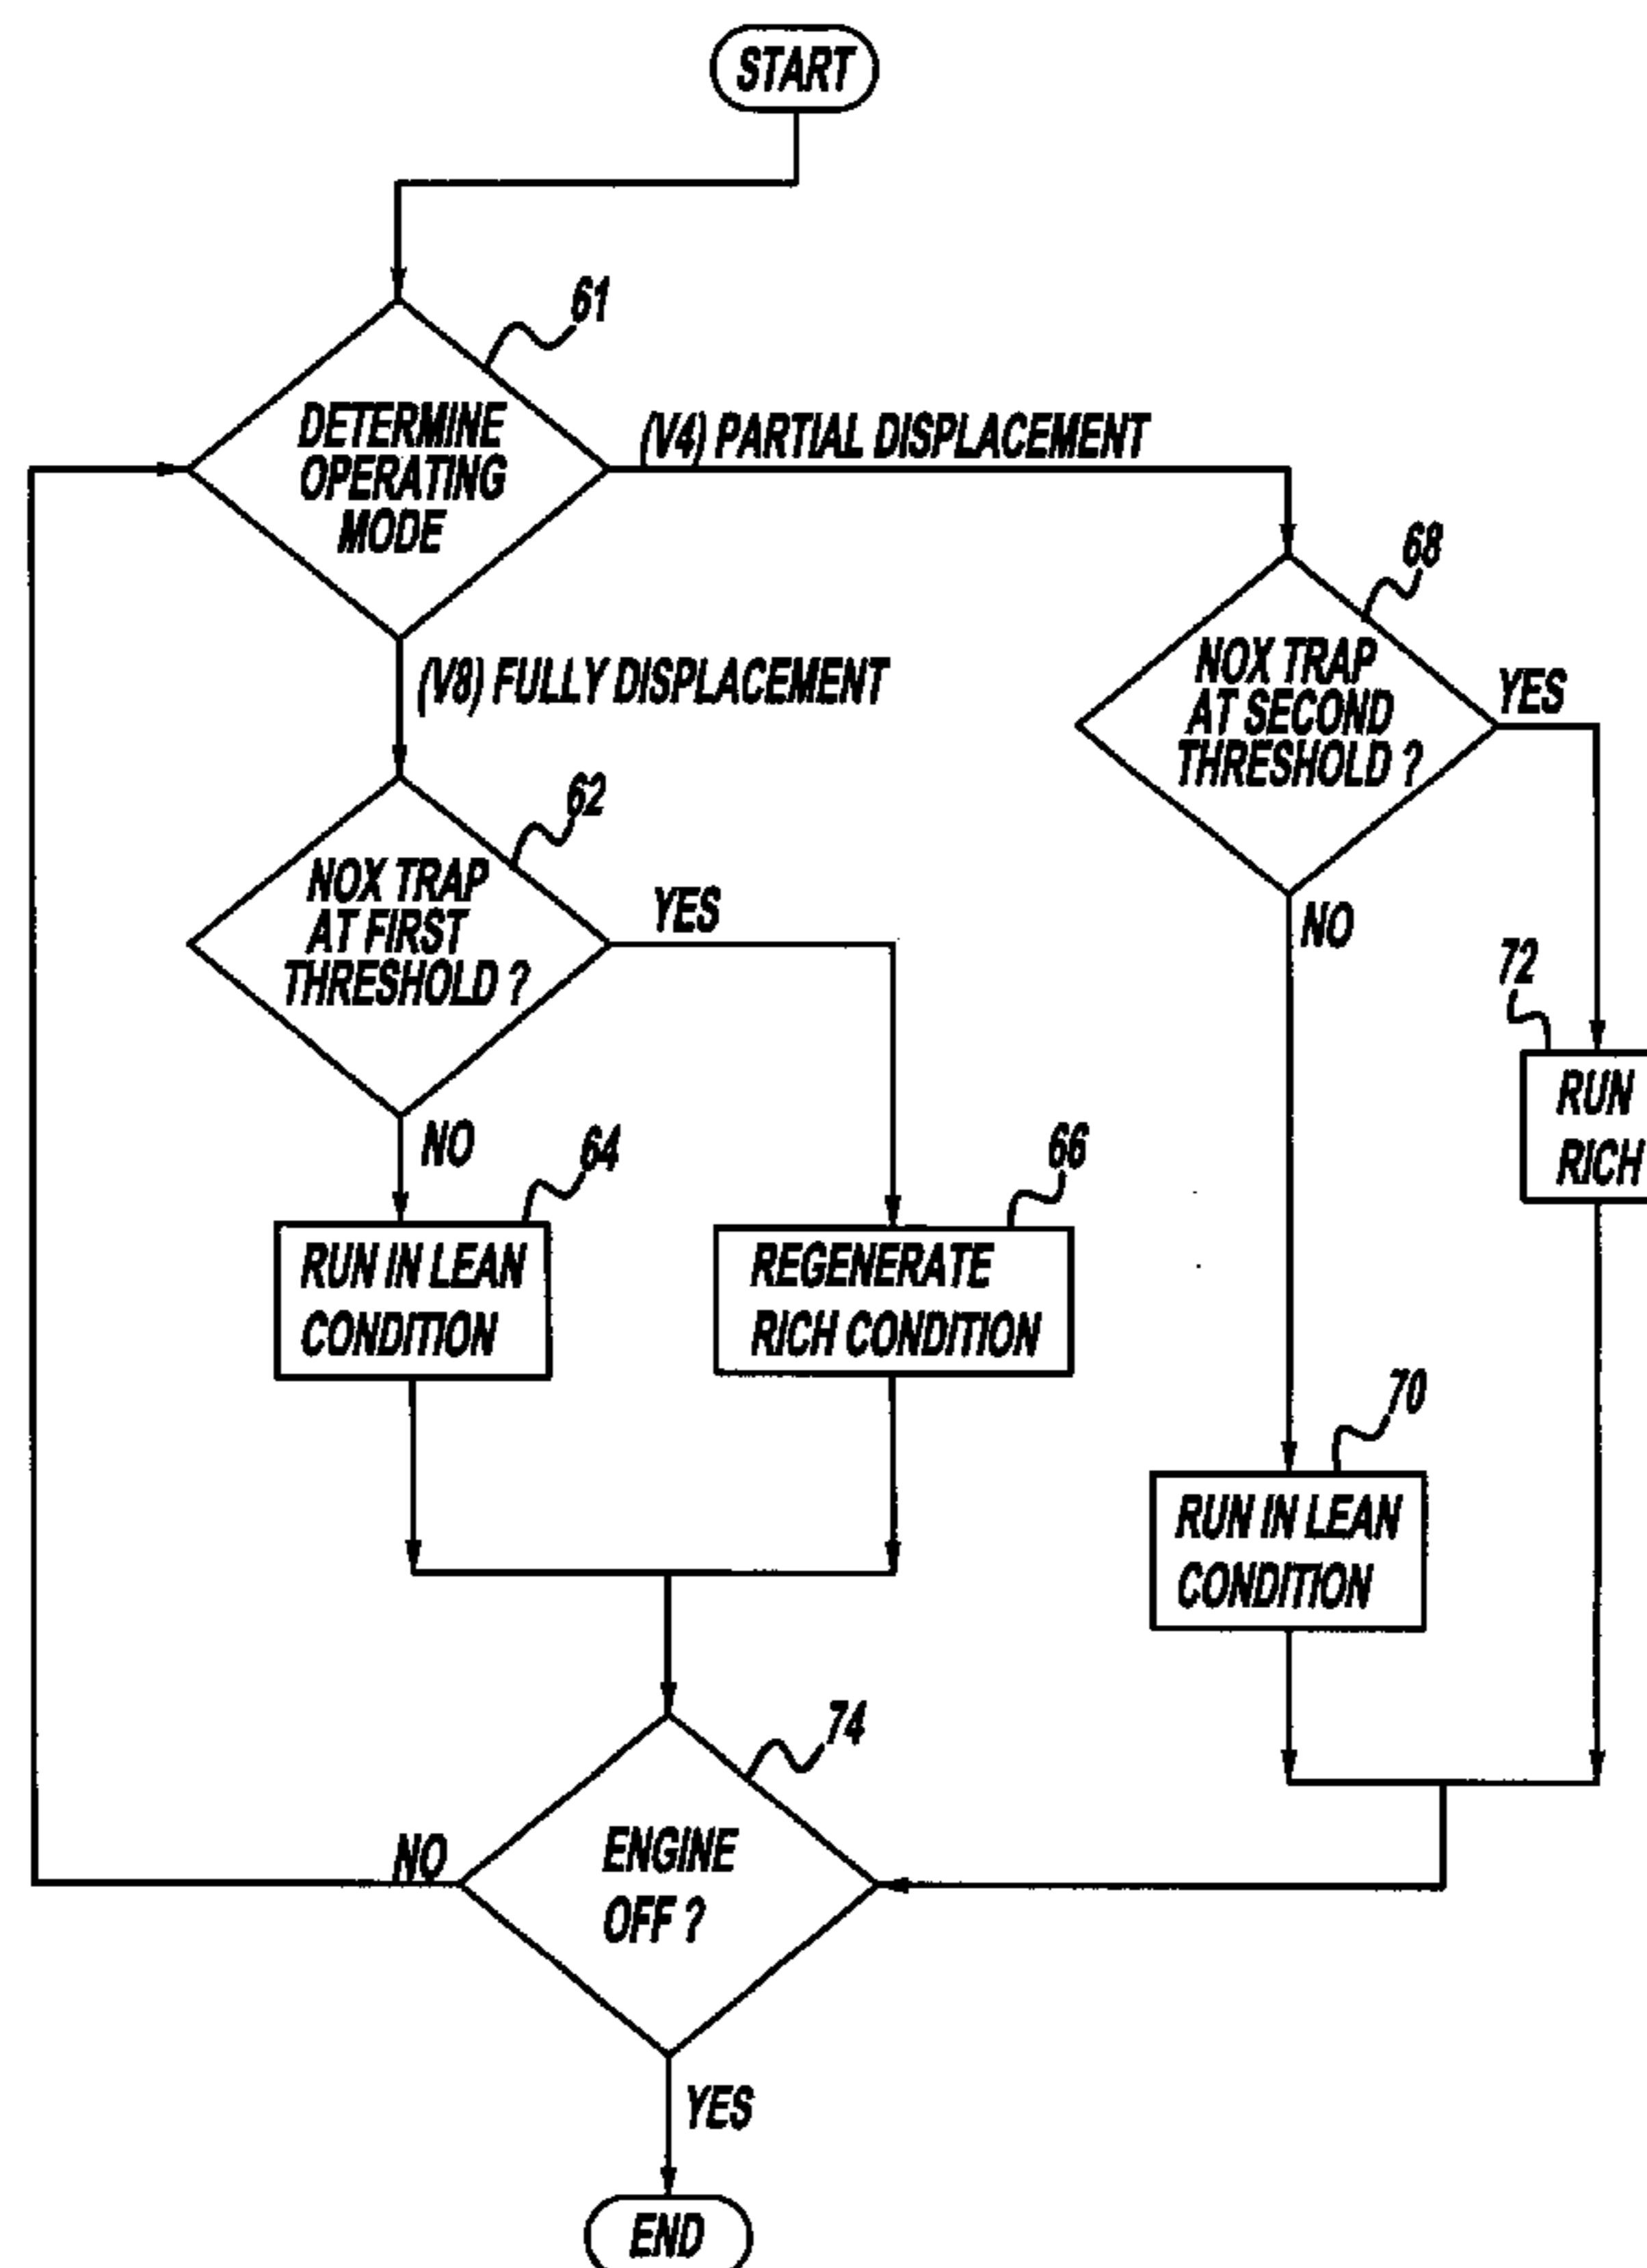 START
61
DETERMINE
OPERATING
MODE
(V4) PARTIAL DISPLACEMENT
68
NOX TRAP
AT SECOND
THRESHOLD ?
YES
NO
(V8) FULLY DISPLACEMENT
62
NOX TRAP
AT FIRST
THRESHOLD ?
YES
NO
72
RUN
RICH
64
RUN IN LEAN
CONDITION
66
REGENERATE
RICH CONDITION
70
RUN IN LEAN
CONDITION
74
ENGINE
OFF ?
NO
YES
END